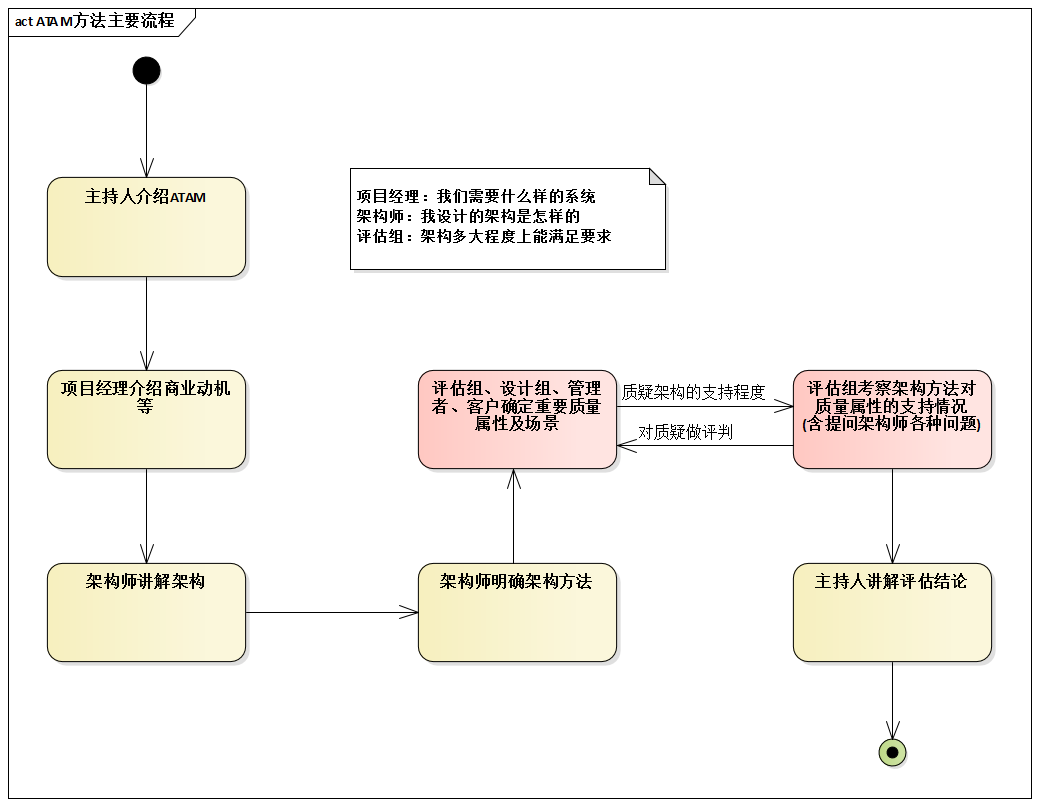 act ATAM方法主要流程
主持人介绍ATAM
项目经理：我们需要什么样的系统
架构师：我设计的架构是怎样的
评估组：架构多大程度上能满足要求
项目经理介绍商业动机
等
评估组、设计组、管理
者、客户确定重要质量
属性及场景
质疑架构的支持程度
对质疑做评判
评估组考察架构方法对
质量属性的支持情况
(含提问架构师各种问题)
架构师讲解架构
架构师明确架构方法
主持人讲解评估结论